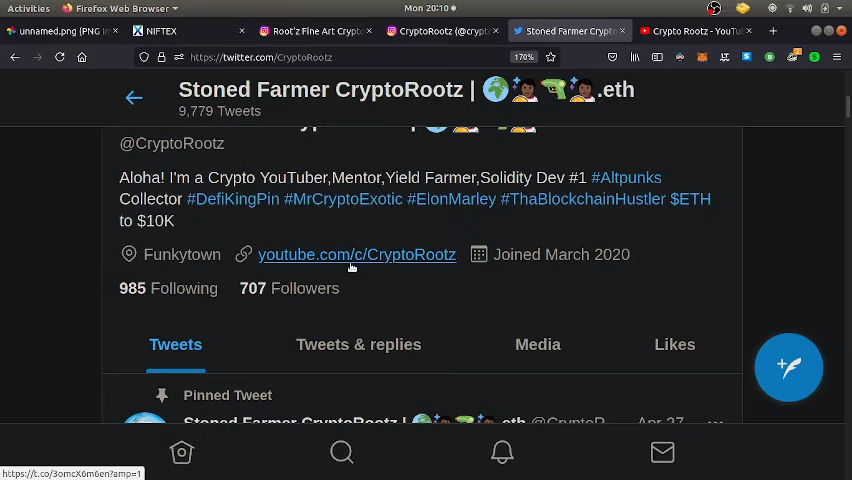 Activities Firefox Web Browser Mon 20:10
unnamed.png (PNG Im NIFTEX Root'z Fine Art Crypto CryptoRootz (@crypto Stoned Farmer Crypto Crypto Rootz - YouTu
https://twitter.com/CryptoRootz 170%
Stoned Farmer CryptoRootz | 🌍👩🏿‍🚀🔫👩🏿‍🚀.eth
9,779 Tweets
@CryptoRootz
Aloha! I'm a Crypto YouTuber,Mentor,Yield Farmer,Solidity Dev #1 #Altpunks
Collector #DefiKingPin #MrCryptoExotic #ElonMarley #ThaBlockchainHustler $ETH
to $10K
Funkytown youtube.com/c/CryptoRootz Joined March 2020
985 Following 707 Followers
Tweets Tweets & replies Media Likes
Pinned Tweet
Stoned Farmer CryptoRootz | .eth @CryptoR Apr 27
https://t.co/3omcX6m6en?amp=1